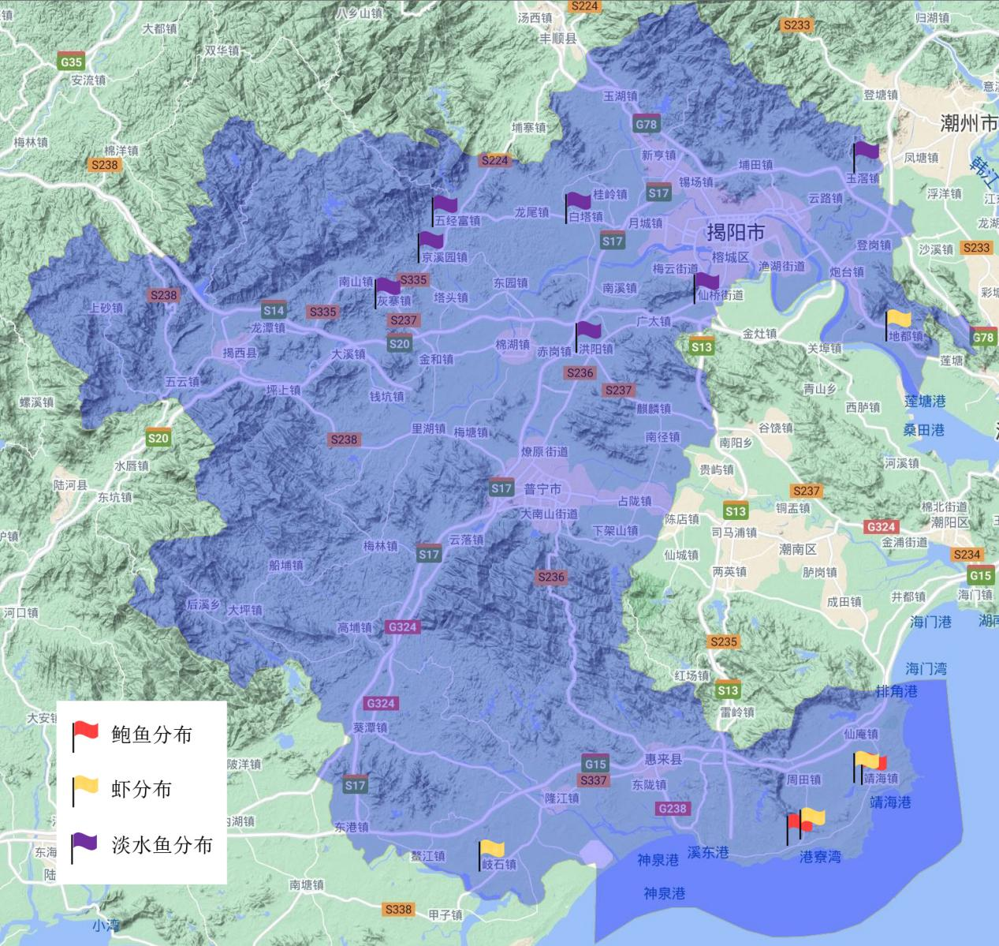 S224
八乡山镇
汤西镇
归湖镇
大都镇
丰顺县
S233
双华镇
G35
安流镇
登塘镇
玉湖镇
G78
潮州市
埔寨镇
梅林镇
棉洋镇
S238
S224
新亨镇
埔田镇
玉滘镇
凤塘镇
韩江
锡场镇
S17
桂岭镇
云路镇
浮洋镇
五经富镇
龙尾镇
白塔镇
月城镇
揭阳市
S17
登岗镇
沙溪镇
S233
京溪园镇
榕城区
梅云街道
渔湖街道
炮台镇
南山镇
S335
东园镇
南溪镇
仙桥街道
S238
灰寨镇
塔头镇
上砂镇
S14
S335
S237
广太镇
龙潭镇
S20
棉湖镇
赤岗镇
洪阳镇
S13
金灶镇
地都镇
G78
揭西县
大溪镇
金和镇
关埠镇
莲塘
五云镇
坪上镇
钱坑镇
S236
S237
青山乡
螺溪镇
麒麟镇
西胪镇
莲塘港
S20
S238
里湖镇
梅塘镇
南径镇
谷饶镇
桑田港
水唇镇
燎原街道
南阳乡
河溪镇
陆河县
东坑镇
S17
普宁市
占陇镇
贵屿镇
S237
S13
铜盂镇
棉北街道
潮阳区
大南山街道
陈店镇
司马浦镇
G324
金浦街道
梅林镇
云落镇
下架山镇
潮南区
S17
船埔镇
仙城镇
S234
S236
两英镇
胪岗镇
G15
后溪乡
大坪镇
井都镇
海门镇
河口镇
高埔镇
G324
成田镇
海门港
S235
红场镇
海门湾
S13
排角港
G324
雷岭镇
葵潭镇
仙庵镇
鲍鱼分布
虾分布
淡水鱼分布
陂洋镇
G15
惠来县
S337
东陇镇
周田镇
靖海镇
S17
隆江镇
G238
靖海港
东港镇
鳌江镇
岐石镇
神泉港
溪东港
港寮湾
南塘镇
神泉港
S338
甲子镇
小湾